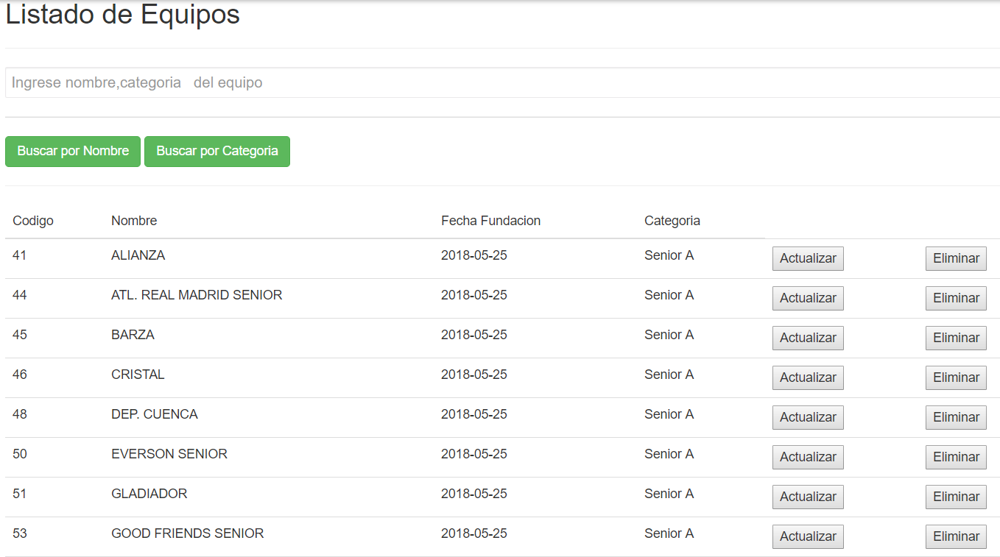 Listado de Equipos
Ingrese nombre,categoria   del equipo
Buscar por Nombre Buscar por Categoria
Codigo Nombre Fecha Fundacion Categoria
41 ALIANZA 2018-05-25 Senior A Actualizar Eliminar
44 ATL. REAL MADRID SENIOR 2018-05-25 Senior A Actualizar Eliminar
45 BARZA 2018-05-25 Senior A Actualizar Eliminar
46 CRISTAL 2018-05-25 Senior A Actualizar Eliminar
48 DEP. CUENCA 2018-05-25 Senior A Actualizar Eliminar
50 EVERSON SENIOR 2018-05-25 Senior A Actualizar Eliminar
51 GLADIADOR 2018-05-25 Senior A Actualizar Eliminar
53 GOOD FRIENDS SENIOR 2018-05-25 Senior A Actualizar Eliminar